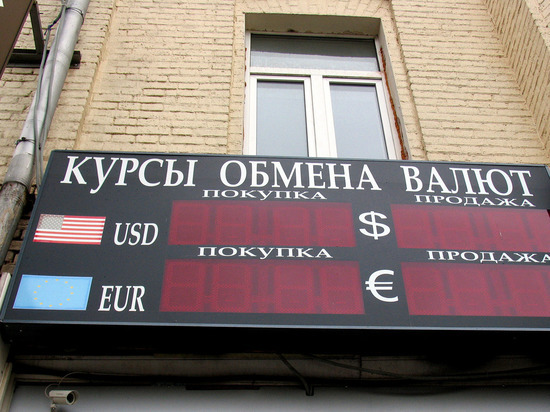 КУРСЫ ОБМЕНА ВАЛЮТ
ПОКУПКА ПРОДАЖА
USD $
ПОКУПКА ПРОДАЖА
EUR €